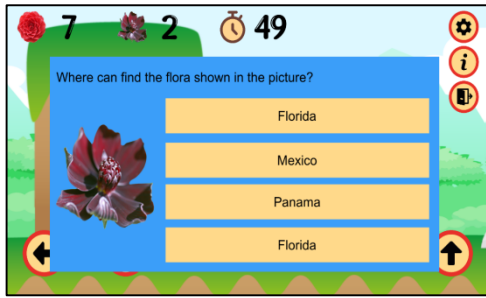 7 2 49
i
Where can find the flora shown in the picture?
Florida
Mexico
Panama
Florida